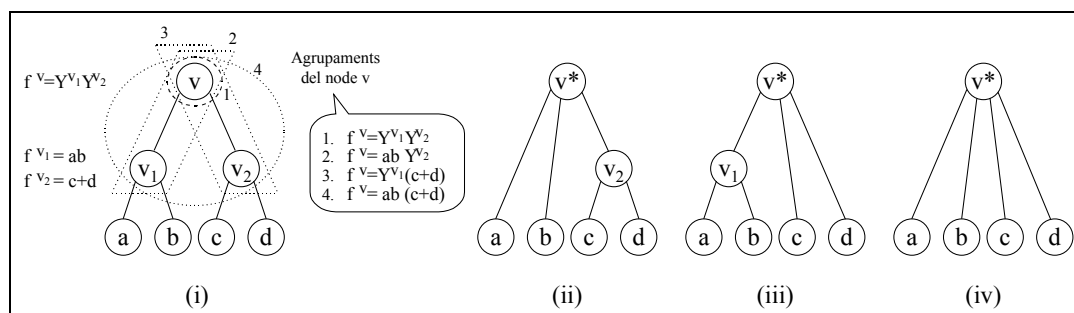 3
2
4
1
f v=Yv1Yv2
f v1= ab
f v2= c+d
v
v1
v2
a b c d
(i)
Agrupaments
del node v
1. f v=Yv1Yv2
2. f v= ab Yv2
3. f v=Yv1(c+d)
4. f v= ab (c+d)
v*
v2
a b c d
(ii)
v*
v1
a b c d
(iii)
v*
a b c d
(iv)